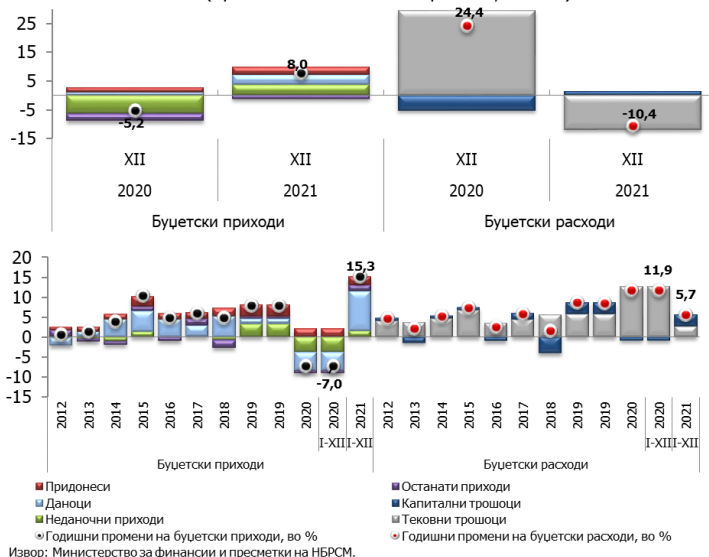 25
24,4
15
8,0
5
-5
-5,2
-10,4
-15
XII XII XII XII
2020 2021 2020 2021
Буџетски приходи Буџетски расходи
20
15,3
15
11,9
10
5,7
5
0
-5
-7,0
-10
-15
2012 2013 2014 2015 2016 2017 2018 2019 2019 2020 2020 2021 2012 2013 2014 2015 2016 2017 2018 2019 2019 2020 2020 2021
I-XII I-XII I-XII I-XII
Буџетски приходи Буџетски расходи
Придонеси Останати приходи
Даноци Капитални трошоци
Неданочни приходи Тековни трошоци
Годишни промени на буџетски приходи, во % Годишни промени на буџетски расходи, во %
Извор: Министерство за финансии и пресметки на НБРСМ.